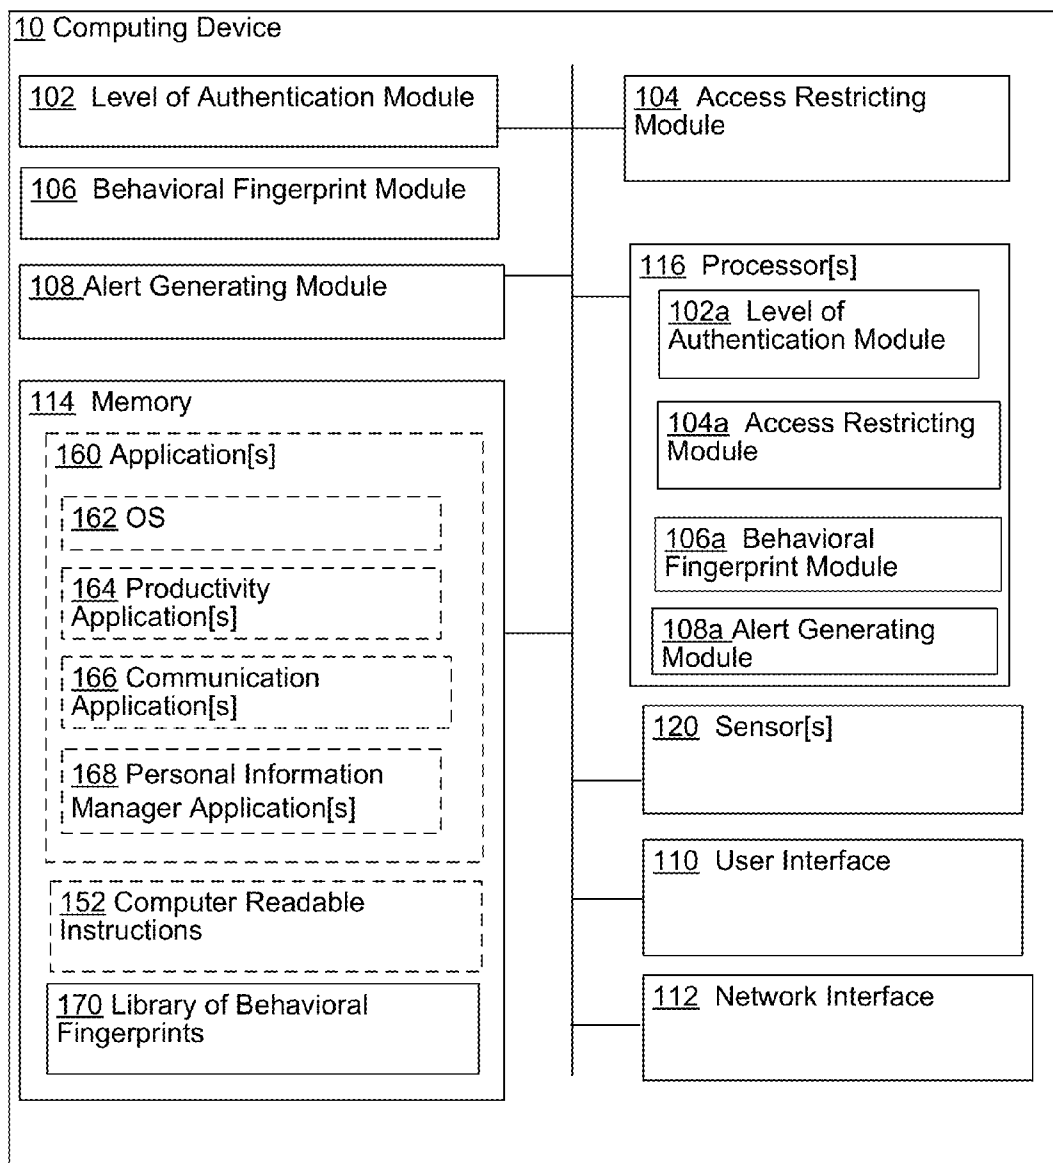 10 Computing Device
102 Level of Authentication Module
104 Access Restricting
Module
106 Behavioral Fingerprint Module
108 Alert Generating Module
116 Processor[s]
102a Level of
Authentication Module
104a Access Restricting
Module
106a Behavioral
Fingerprint Module
108a Alert Generating
Module
114 Memory
160 Application[s]
162 OS
164 Productivity
Application[s]
166 Communication
Application[s]
168 Personal Information
Manager Application[s]
152 Computer Readable
Instructions
170 Library of Behavioral
Fingerprints
120 Sensor[s]
110 User Interface
112 Network Interface